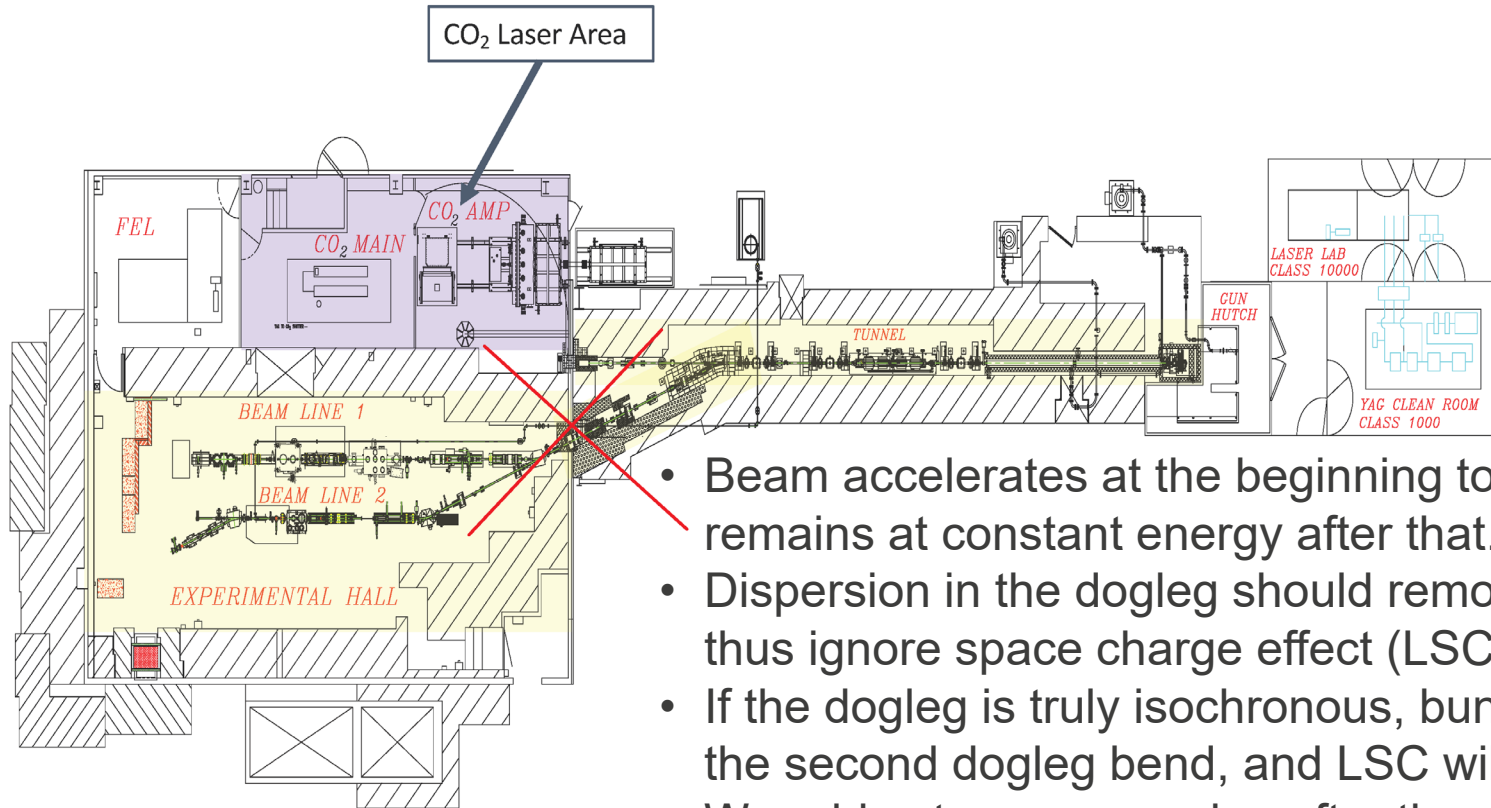 CO₂ Laser Area
FEL
CO₂ MAIN
CO₂ AMP
LASER LAB
CLASS 10000
GUN
HUTCH
TUNNEL
YAG CLEAN ROOM
CLASS 1000
BEAM LINE 1
BEAM LINE 2
EXPERIMENTAL HALL
• Beam accelerates at the beginning to
remains at constant energy after that.
• Dispersion in the dogleg should remo
thus ignore space charge effect (LSC
• If the dogleg is truly isochronous, bun
the second dogleg bend, and LSC wi